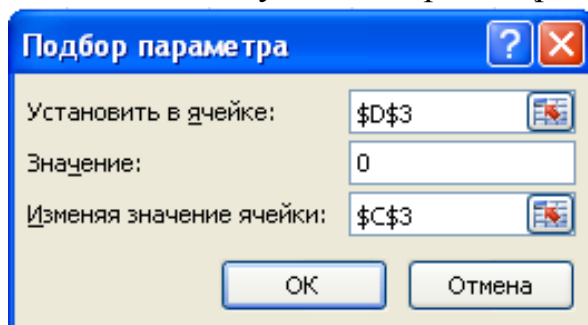 Подбор параметра
Установить в ячейке: $D$3
Значение: 0
Изменяя значение ячейки: $C$3
ОК Отмена